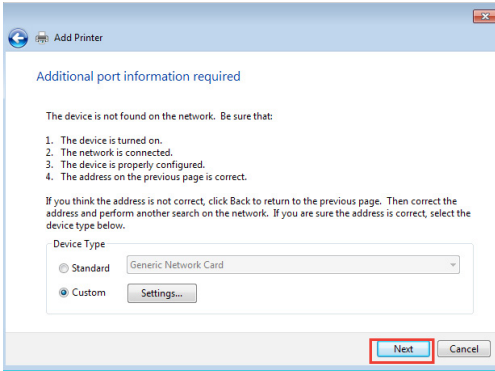 Add Printer
Additional port information required
The device is not found on the network.  Be sure that:
1.  The device is turned on.
2.  The network is connected.
3.  The device is properly configured.
4.  The address on the previous page is correct.
If you think the address is not correct, click Back to return to the previous page.  Then correct the
address and perform another search on the network.  If you are sure the address is correct, select the
device type below.
Device Type
Standard Generic Network Card
Custom Settings...
Next Cancel